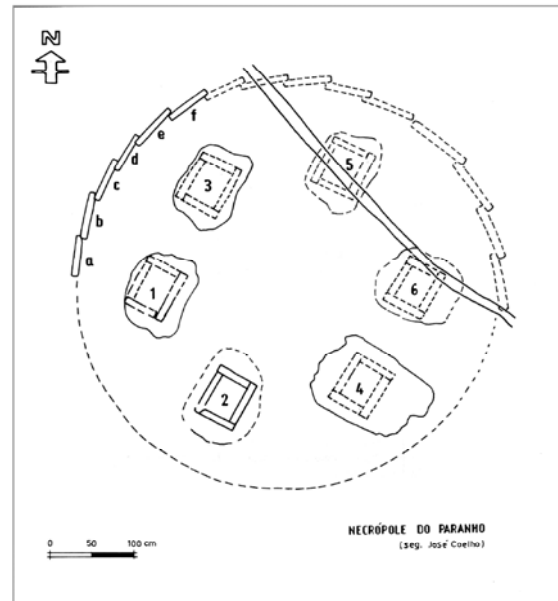 N
f
e
d
c
b
a
5
3
6
1
4
2
NECRÓPOLE DO PARANHO
(seg. José Coelho)
0 50 100 cm